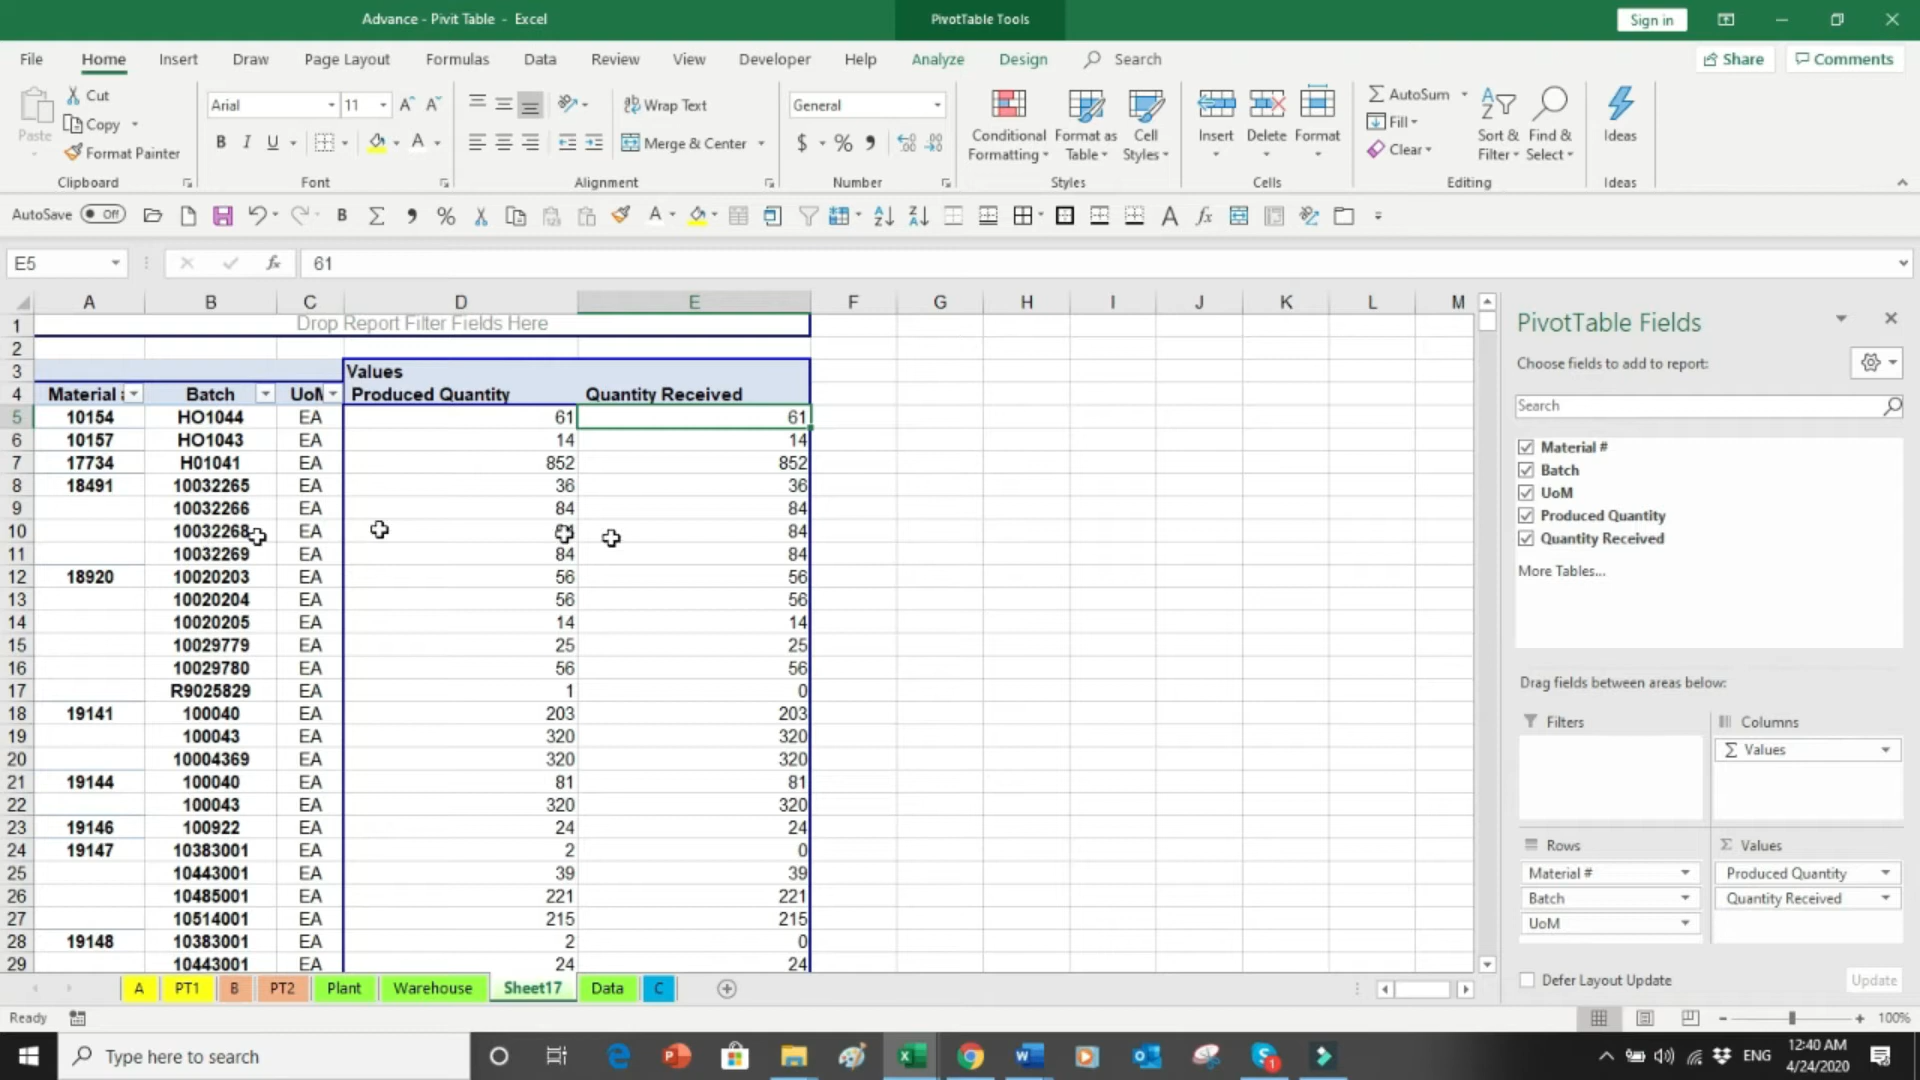 Advance - Pivit Table - Excel
PivotTable Tools
Sign in
File Home Insert Draw Page Layout Formulas Data Review View Developer Help Analyze Design Search Share Comments
Paste
Cut
Copy
Format Painter
Clipboard
Arial 11
B I U
Font
Wrap Text
Merge & Center
Alignment
General
$ % ,
Number
Conditional Formatting
Format as Table
Cell Styles
Styles
Insert Delete Format
Cells
AutoSum
Fill
Clear
Sort & Filter
Find & Select
Editing
Ideas
Ideas
AutoSave Off
E5 fx 61
A B C D E F G H I J K L M
1 Drop Report Filter Fields Here
2
3 Values
4 Material Batch UoM Produced Quantity Quantity Received
5 10154 HO1044 EA 61 61
6 10157 HO1043 EA 14 14
7 17734 H01041 EA 852 852
8 18491 10032265 EA 36 36
9 10032266 EA 84 84
10 10032268 EA 84
11 10032269 EA 84 84
12 18920 10020203 EA 56 56
13 10020204 EA 56 56
14 10020205 EA 14 14
15 10029779 EA 25 25
16 10029780 EA 56 56
17 R9025829 EA 1 0
18 19141 100040 EA 203 203
19 100043 EA 320 320
20 10004369 EA 320 320
21 19144 100040 EA 81 81
22 100043 EA 320 320
23 19146 100922 EA 24 24
24 19147 10383001 EA 2 0
25 10443001 EA 39 39
26 10485001 EA 221 221
27 10514001 EA 215 215
28 19148 10383001 EA 2 0
29 10443001 EA 24 24
A PT1 B PT2 Plant Warehouse Sheet17 Data C
PivotTable Fields
Choose fields to add to report:
Search
Material #
Batch
UoM
Produced Quantity
Quantity Received
More Tables...
Drag fields between areas below:
Filters
Columns
Σ Values
Rows
Material #
Batch
UoM
Σ Values
Produced Quantity
Quantity Received
Defer Layout Update
Update
Ready
100%
Type here to search
ENG
12:40 AM
4/24/2020